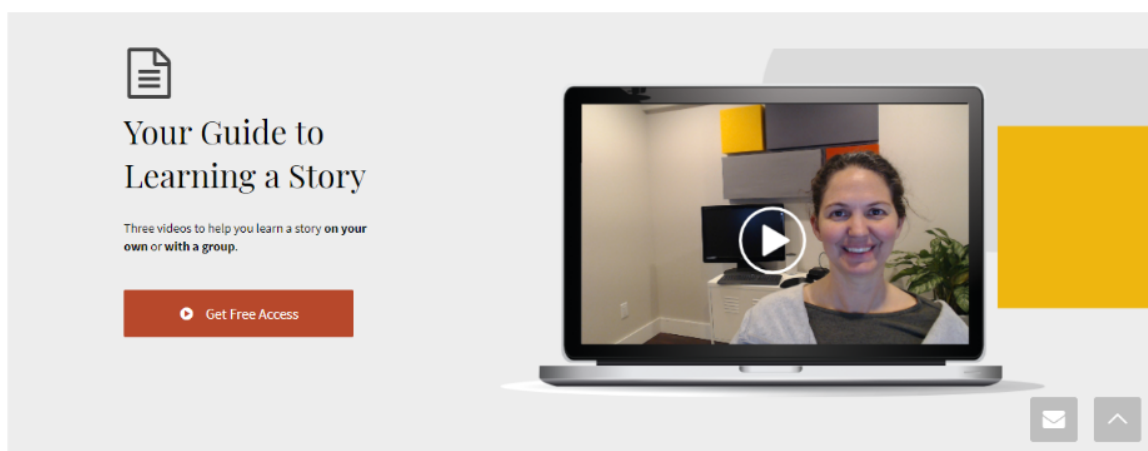 Your Guide to
Learning a Story
Three videos to help you learn a story on your
own or with a group.
Get Free Access